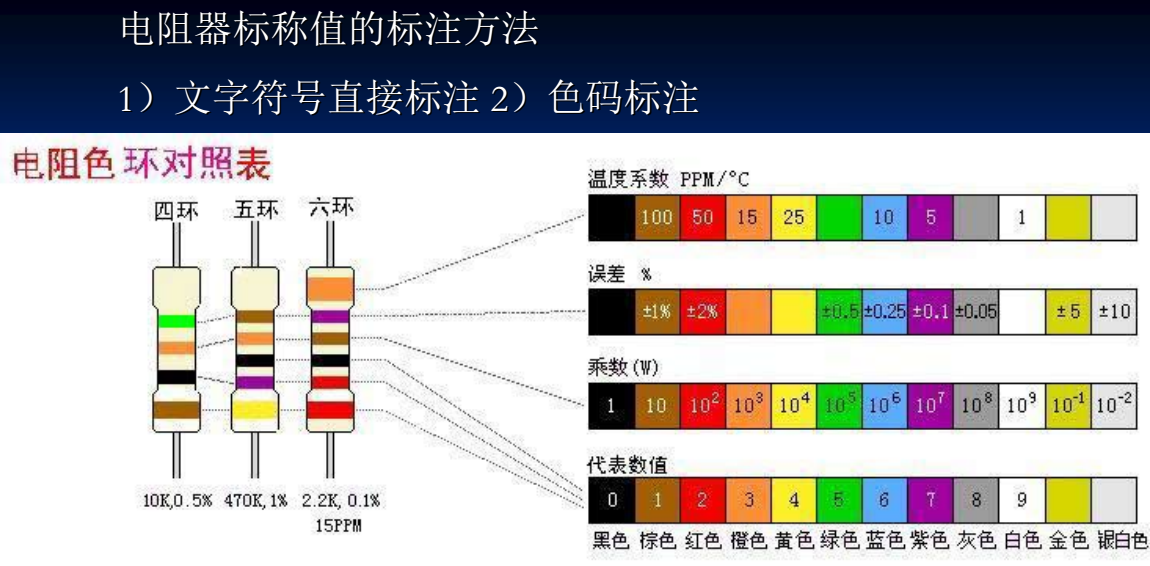 电阻器标称值的标注方法
1）文字符号直接标注 2）色码标注
电阻色环对照表
四环 五环 六环
10K,0.5% 470K,1% 2.2K, 0.1%
15PPM
温度系数 PPM/°C
100 50 15 25 10 5 1
误差 %
±1% ±2% ±0.5 ±0.25 ±0.1 ±0.05 ±5 ±10
乘数(W)
1 10 10² 10³ 10⁴ 10⁵ 10⁶ 10⁷ 10⁸ 10⁹ 10⁻¹ 10⁻²
代表数值
0 1 2 3 4 5 6 7 8 9
黑色 棕色 红色 橙色 黄色 绿色 蓝色 紫色 灰色 白色 金色 银白色